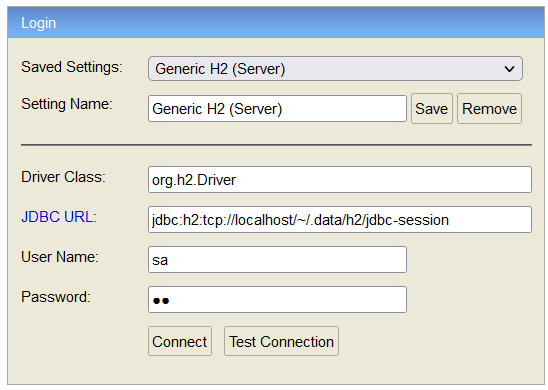 Login
Saved Settings: Generic H2 (Server)
Setting Name: Generic H2 (Server) Save Remove
Driver Class: org.h2.Driver
JDBC URL: jdbc:h2:tcp://localhost/~/.data/h2/jdbc-session
User Name: sa
Password: ●●
Connect Test Connection